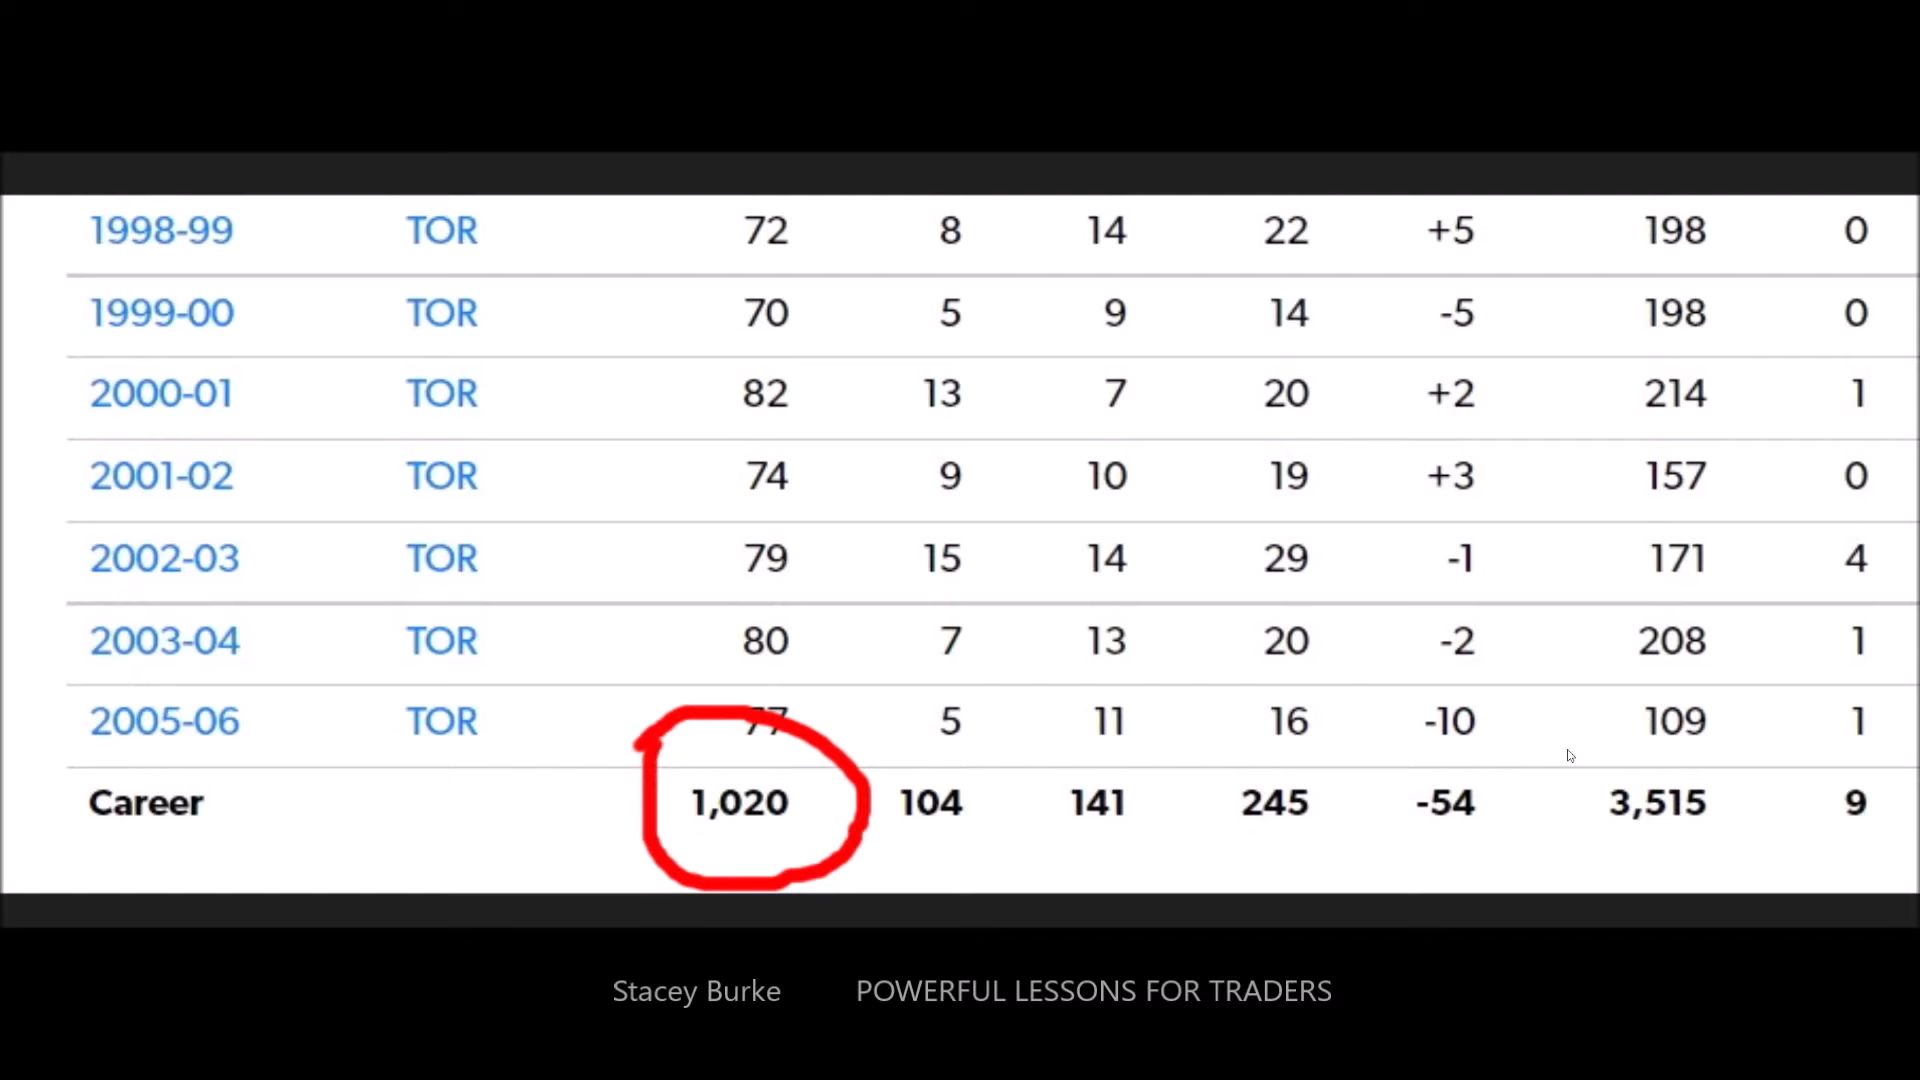 1998-99 TOR 72 8 14 22 +5 198 0
1999-00 TOR 70 5 9 14 -5 198 0
2000-01 TOR 82 13 7 20 +2 214 1
2001-02 TOR 74 9 10 19 +3 157 0
2002-03 TOR 79 15 14 29 -1 171 4
2003-04 TOR 80 7 13 20 -2 208 1
2005-06 TOR 77 5 11 16 -10 109 1
Career 1,020 104 141 245 -54 3,515 9
Stacey Burke POWERFUL LESSONS FOR TRADERS